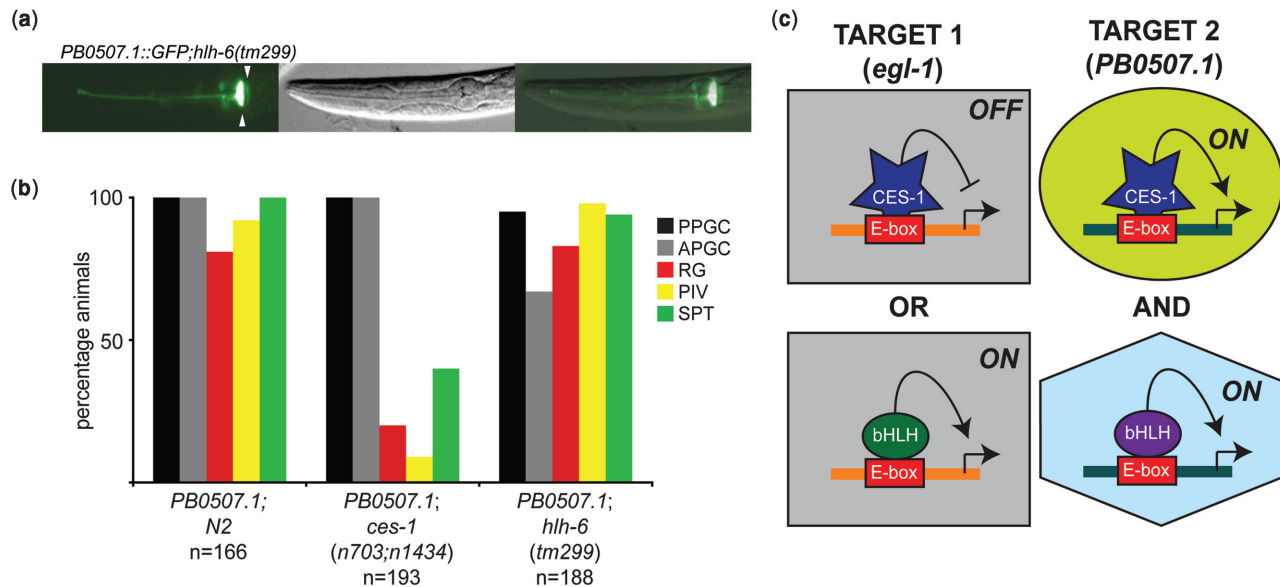 (a)
PB0507.1::GFP;hlh-6(tm299)
(b)
100
50
percentage animals
PPGC
APGC
RG
PIV
SPT
PB0507.1;
N2
n=166
PB0507.1;
ces-1
(n703;n1434)
n=193
PB0507.1;
hlh-6
(tm299)
n=188
(c)
TARGET 1
(egl-1)
TARGET 2
(PB0507.1)
OFF
CES-1
E-box
ON
CES-1
E-box
OR
AND
ON
bHLH
E-box
ON
bHLH
E-box